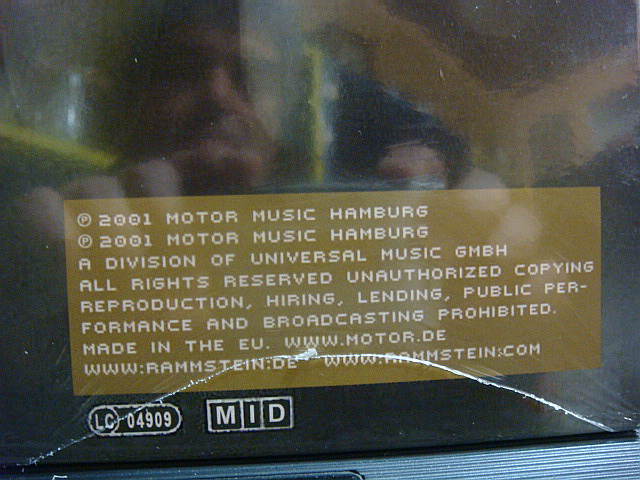 ℗ 2001 MOTOR MUSIC HAMBURG
℗ 2001 MOTOR MUSIC HAMBURG
A DIVISION OF UNIVERSAL MUSIC GMBH
ALL RIGHTS RESERVED UNAUTHORIZED COPYING
REPRODUCTION, HIRING, LENDING, PUBLIC PER-
FORMANCE AND BROADCASTING PROHIBITED.
MADE IN THE EU. WWW.MOTOR.DE
WWW.RAMMSTEIN.DE WWW.RAMMSTEIN.COM
LC 04909 MID